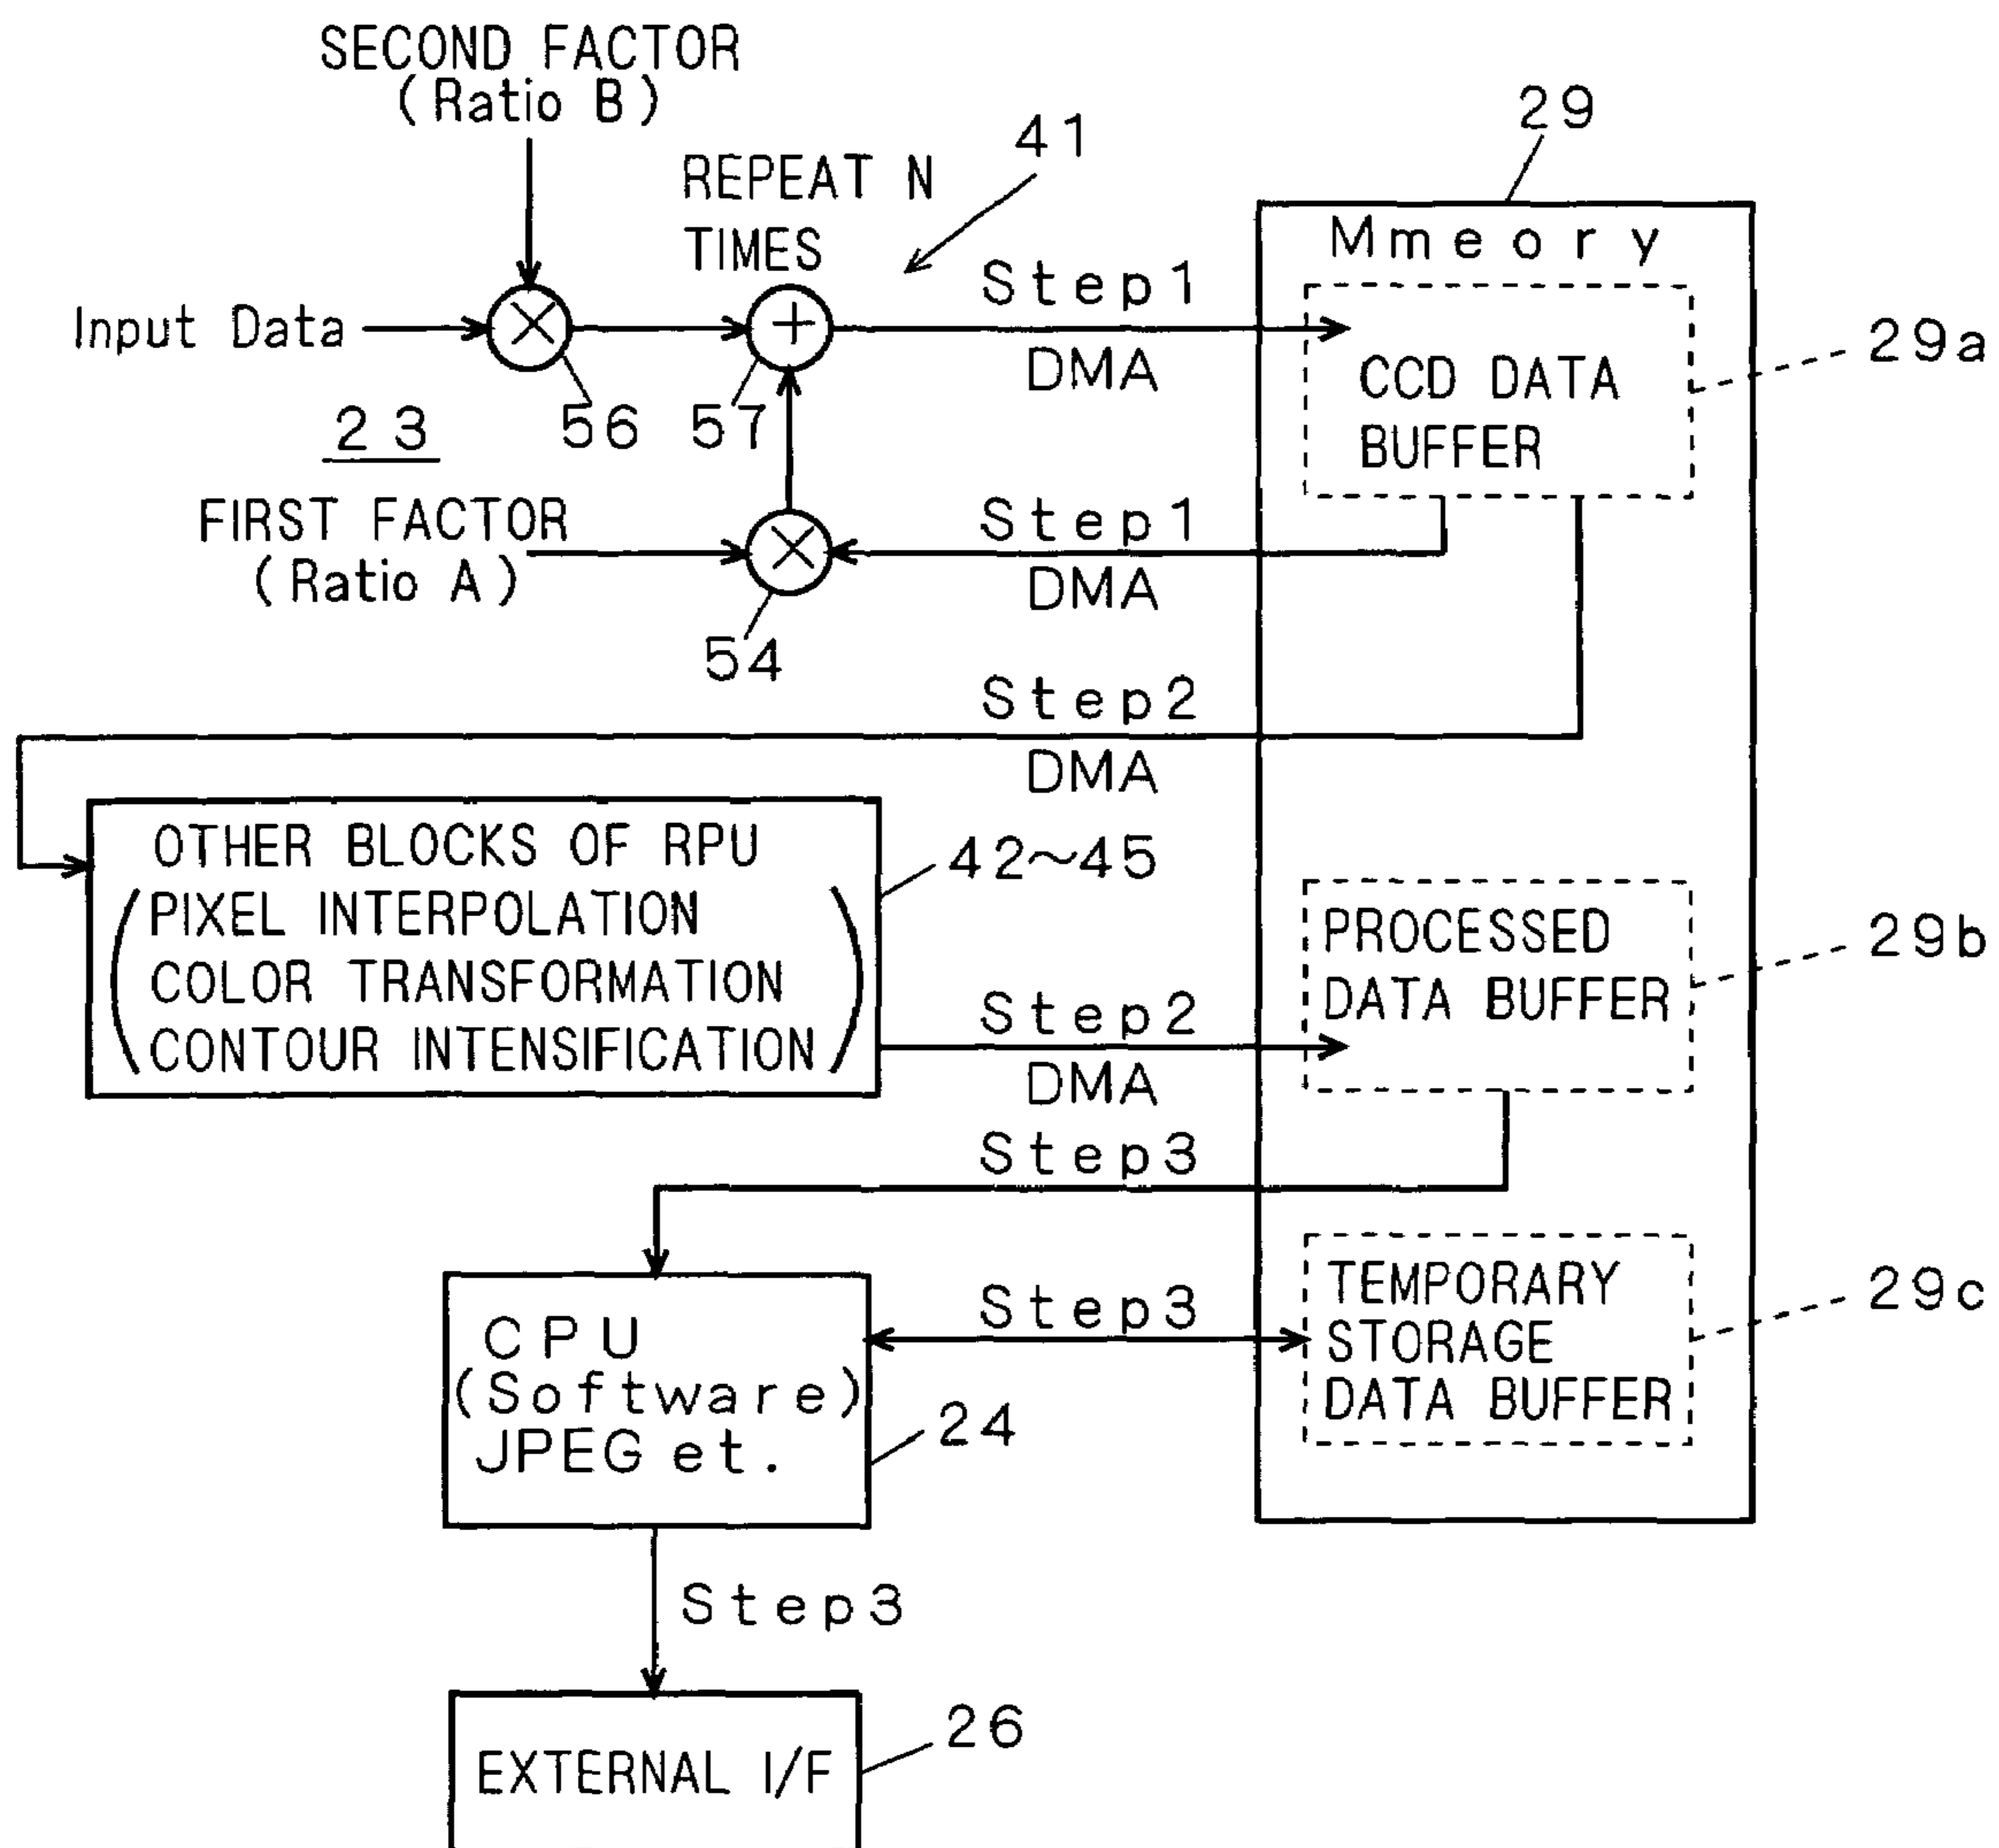 SECOND FACTOR
(Ratio B)
REPEAT N
TIMES
41
29
Mmeory
Input Data
Step1
DMA
56
57
23
CCD DATA
BUFFER
29a
FIRST FACTOR
(Ratio A)
Step1
DMA
54
Step2
DMA
OTHER BLOCKS OF RPU
PIXEL INTERPOLATION
COLOR TRANSFORMATION
CONTOUR INTENSIFICATION
42~45
PROCESSED
DATA BUFFER
29b
Step2
DMA
Step3
CPU
(Software)
JPEG et.
24
Step3
TEMPORARY
STORAGE
DATA BUFFER
29c
Step3
EXTERNAL I/F
26